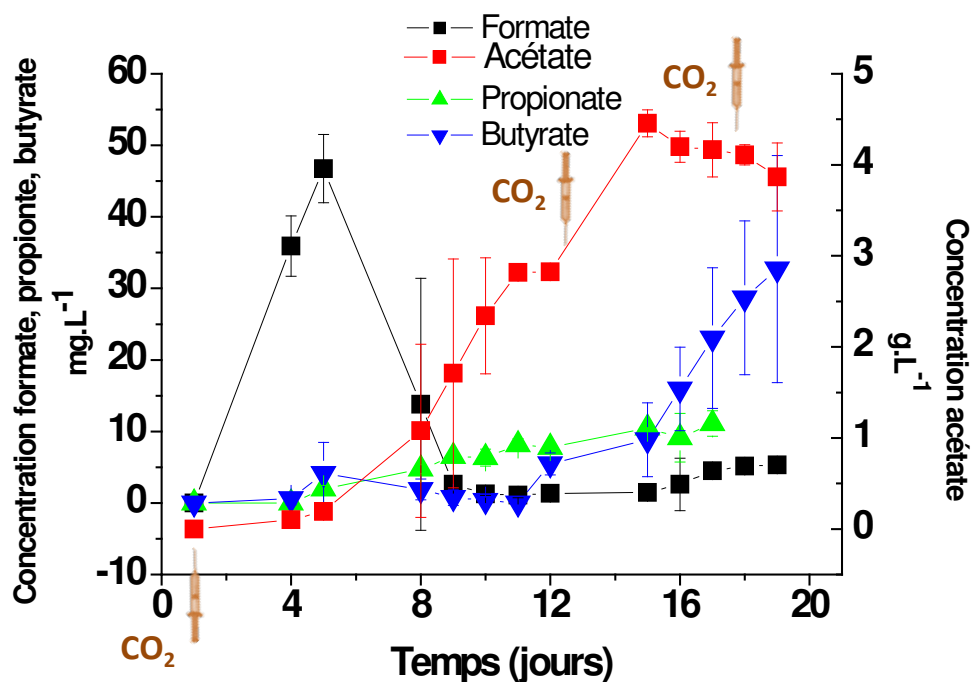 Formate
Acétate
Propionate
Butyrate
CO2
CO2
CO2
60
50
40
30
20
10
0
-10
5
4
3
2
1
0
0
4
8
12
16
20
Concentration formate, propionte, butyrate
mg.L-1
Concentration acétate
g.L-1
Temps (jours)